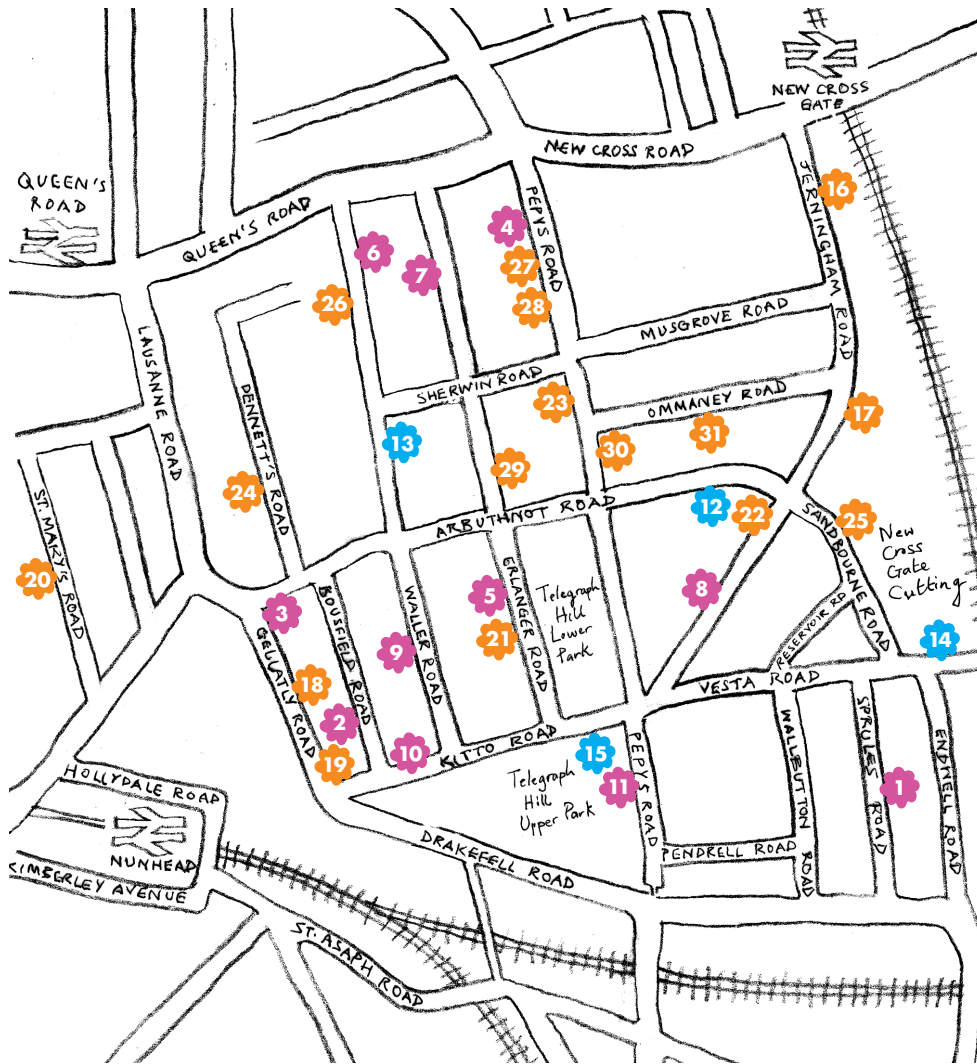 NEW CROSS
GATE
NEW CROSS ROAD
QUEEN'S
ROAD
16
JERNINGHAM
ROAD
PEPYS ROAD
4
QUEEN'S ROAD
6
27
7
26
28
MUSGROVE ROAD
LAUSANNE ROAD
SHERWIN ROAD
DENNETT'S ROAD
OMMANEY ROAD
23
17
13
31
30
29
24
ARBUTHNOT ROAD
12
22
SANDBOURNE ROAD
25
New
Cross
Gate
Cutting
ST. MARY'S ROAD
20
3
BOUSFIELD ROAD
WALLER ROAD
5
ERLANGER ROAD
Telegraph
Hill
Lower
Park
8
RESERVOIR RD
GELLATLY ROAD
9
21
14
18
VESTA ROAD
2
19
10
KITTO ROAD
15
PEPYS ROAD
WALLBUTTON
ROAD
SPRULES
ROAD
ENDWELL ROAD
1
11
Telegraph
Hill
Upper Park
HOLLYDALE ROAD
NUNHEAD
KIMBERLEY AVENUE
DRAKEFELL ROAD
PENDRELL ROAD
ST. ASAPH ROAD